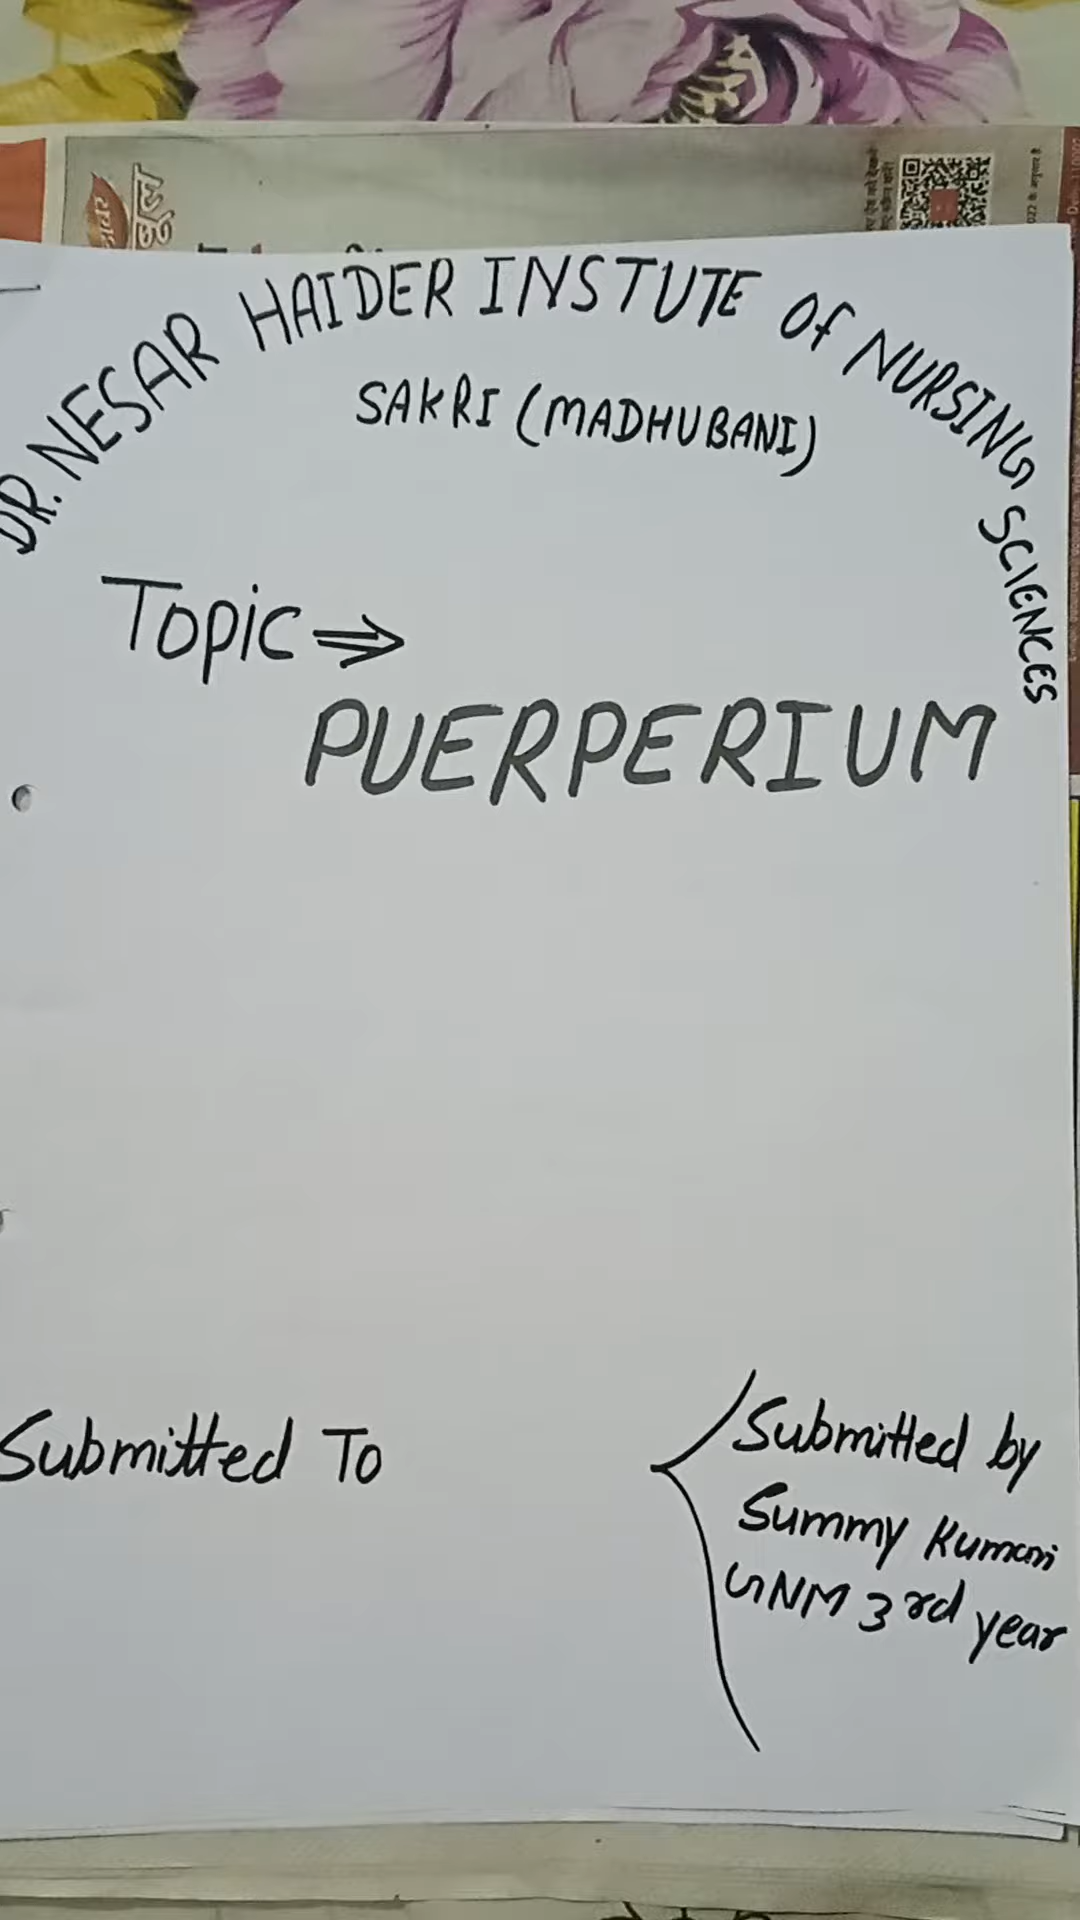 DR. NESAR HAIDER INSTUTE Of NURSING SCIENCES
SAKRI (MADHUBANI)
Topic ⇒
PUERPERIUM
Submitted To
Submitted by
Summy Kumari
GNM 3rd year